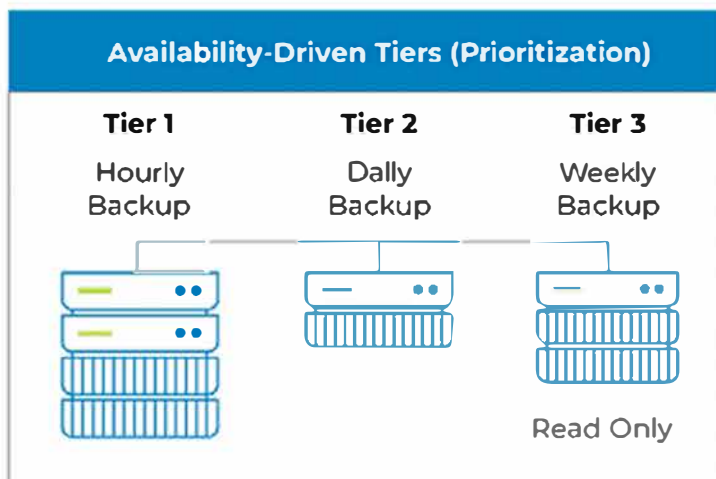 Availability-Driven Tiers (Prioritization)
Tier 1
Hourly
Backup
Tier 2
Dally
Backup
Tier 3
Weekly
Backup
Read Only